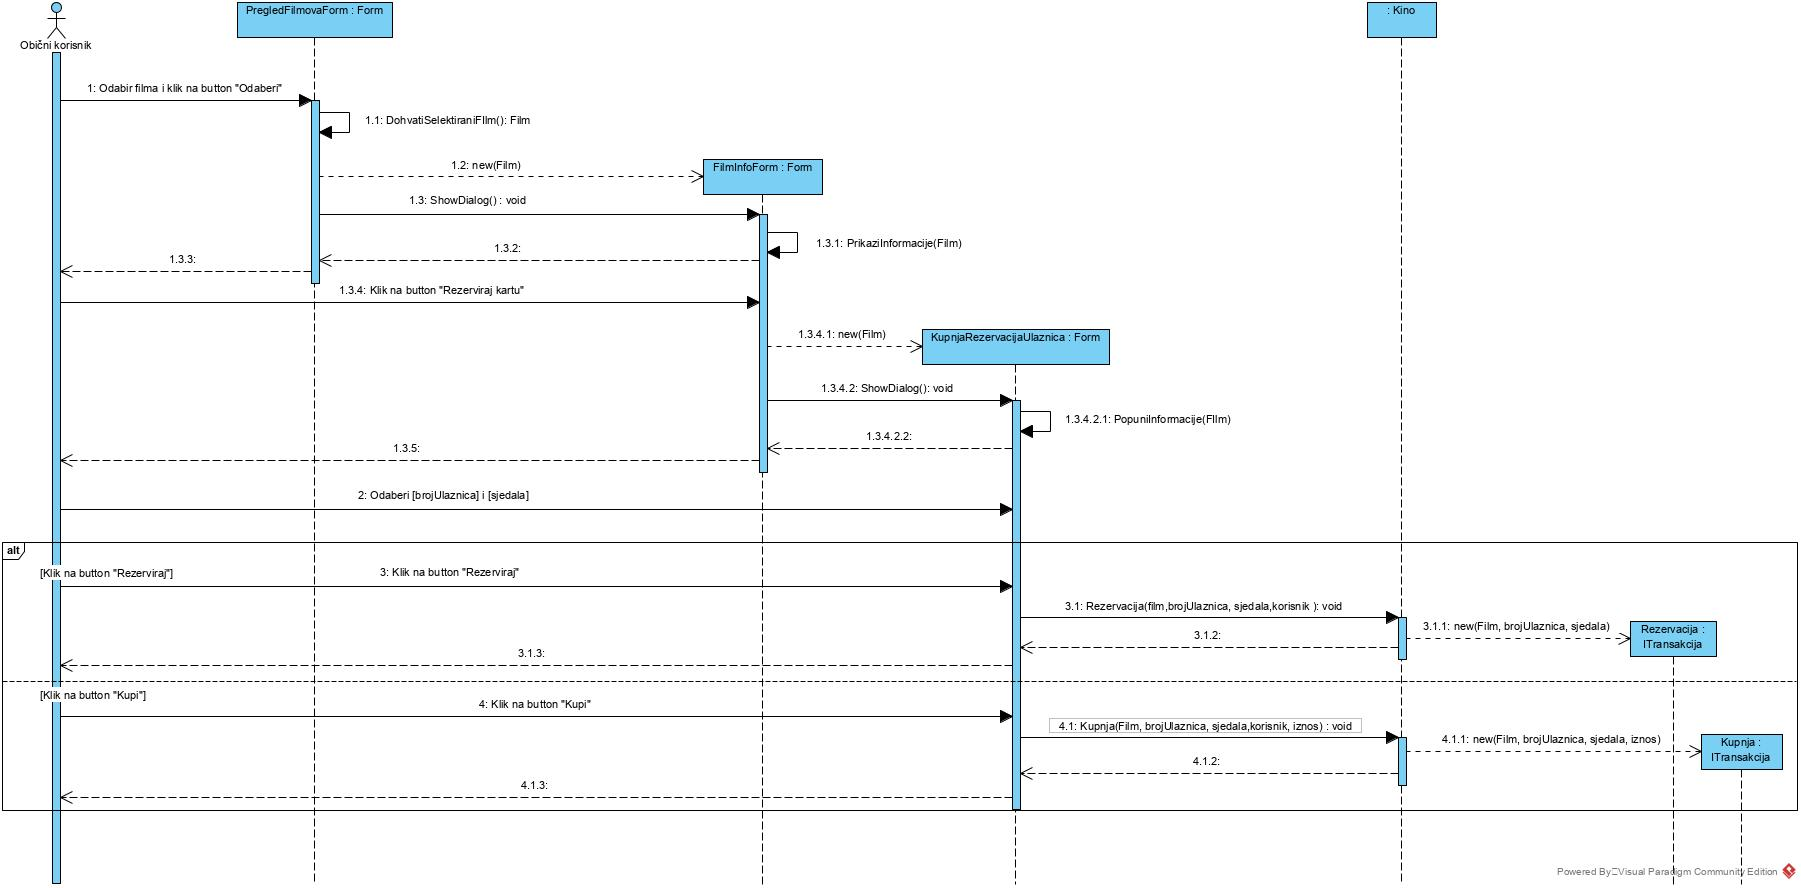 PregledFilmovaForm : Form
: Kino
Obični korisnik
1: Odabir filma i klik na button "Odaberi"
1.1: DohvatiSelektiraniFIlm(): Film
1.2: new(Film)
FilmInfoForm : Form
1.3: ShowDialog() : void
1.3.1: PrikaziInformacije(Film)
1.3.2:
1.3.3:
1.3.4: Klik na button "Rezerviraj kartu"
1.3.4.1: new(Film)
KupnjaRezervacijaUlaznica : Form
1.3.4.2: ShowDialog(): void
1.3.4.2.1: PopuniInformacije(FIlm)
1.3.4.2.2:
1.3.5:
2: Odaberi [brojUlaznica] i [sjedala]
alt
[Klik na button "Rezerviraj"]
3: Klik na button "Rezerviraj"
3.1: Rezervacija(film,brojUlaznica, sjedala,korisnik ): void
3.1.1: new(Film, brojUlaznica, sjedala)
Rezervacija :
ITransakcija
3.1.2:
3.1.3:
[Klik na button "Kupi"]
4: Klik na button "Kupi"
4.1: Kupnja(Film, brojUlaznica, sjedala,korisnik, iznos) : void
4.1.1: new(Film, brojUlaznica, sjedala, iznos)
Kupnja :
ITransakcija
4.1.2:
4.1.3:
Powered By Visual Paradigm Community Edition